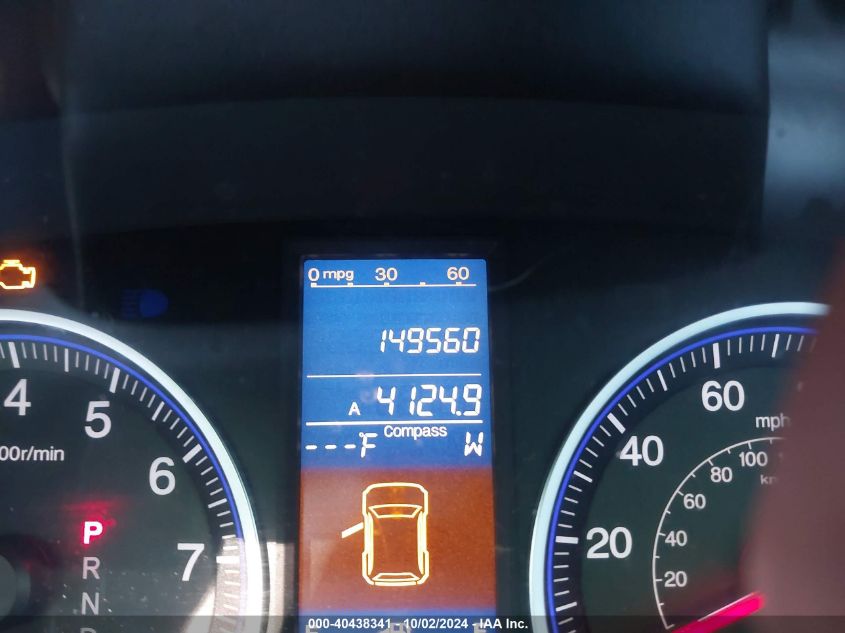 0 mpg 30 60
149560
A 4124.9
Compass
---°F W
4
5
6
7
00r/min
P
R
N
60
40
20
mph
100
80
60
40
20
000-40438341 - 10/02/2024 - IAA Inc.